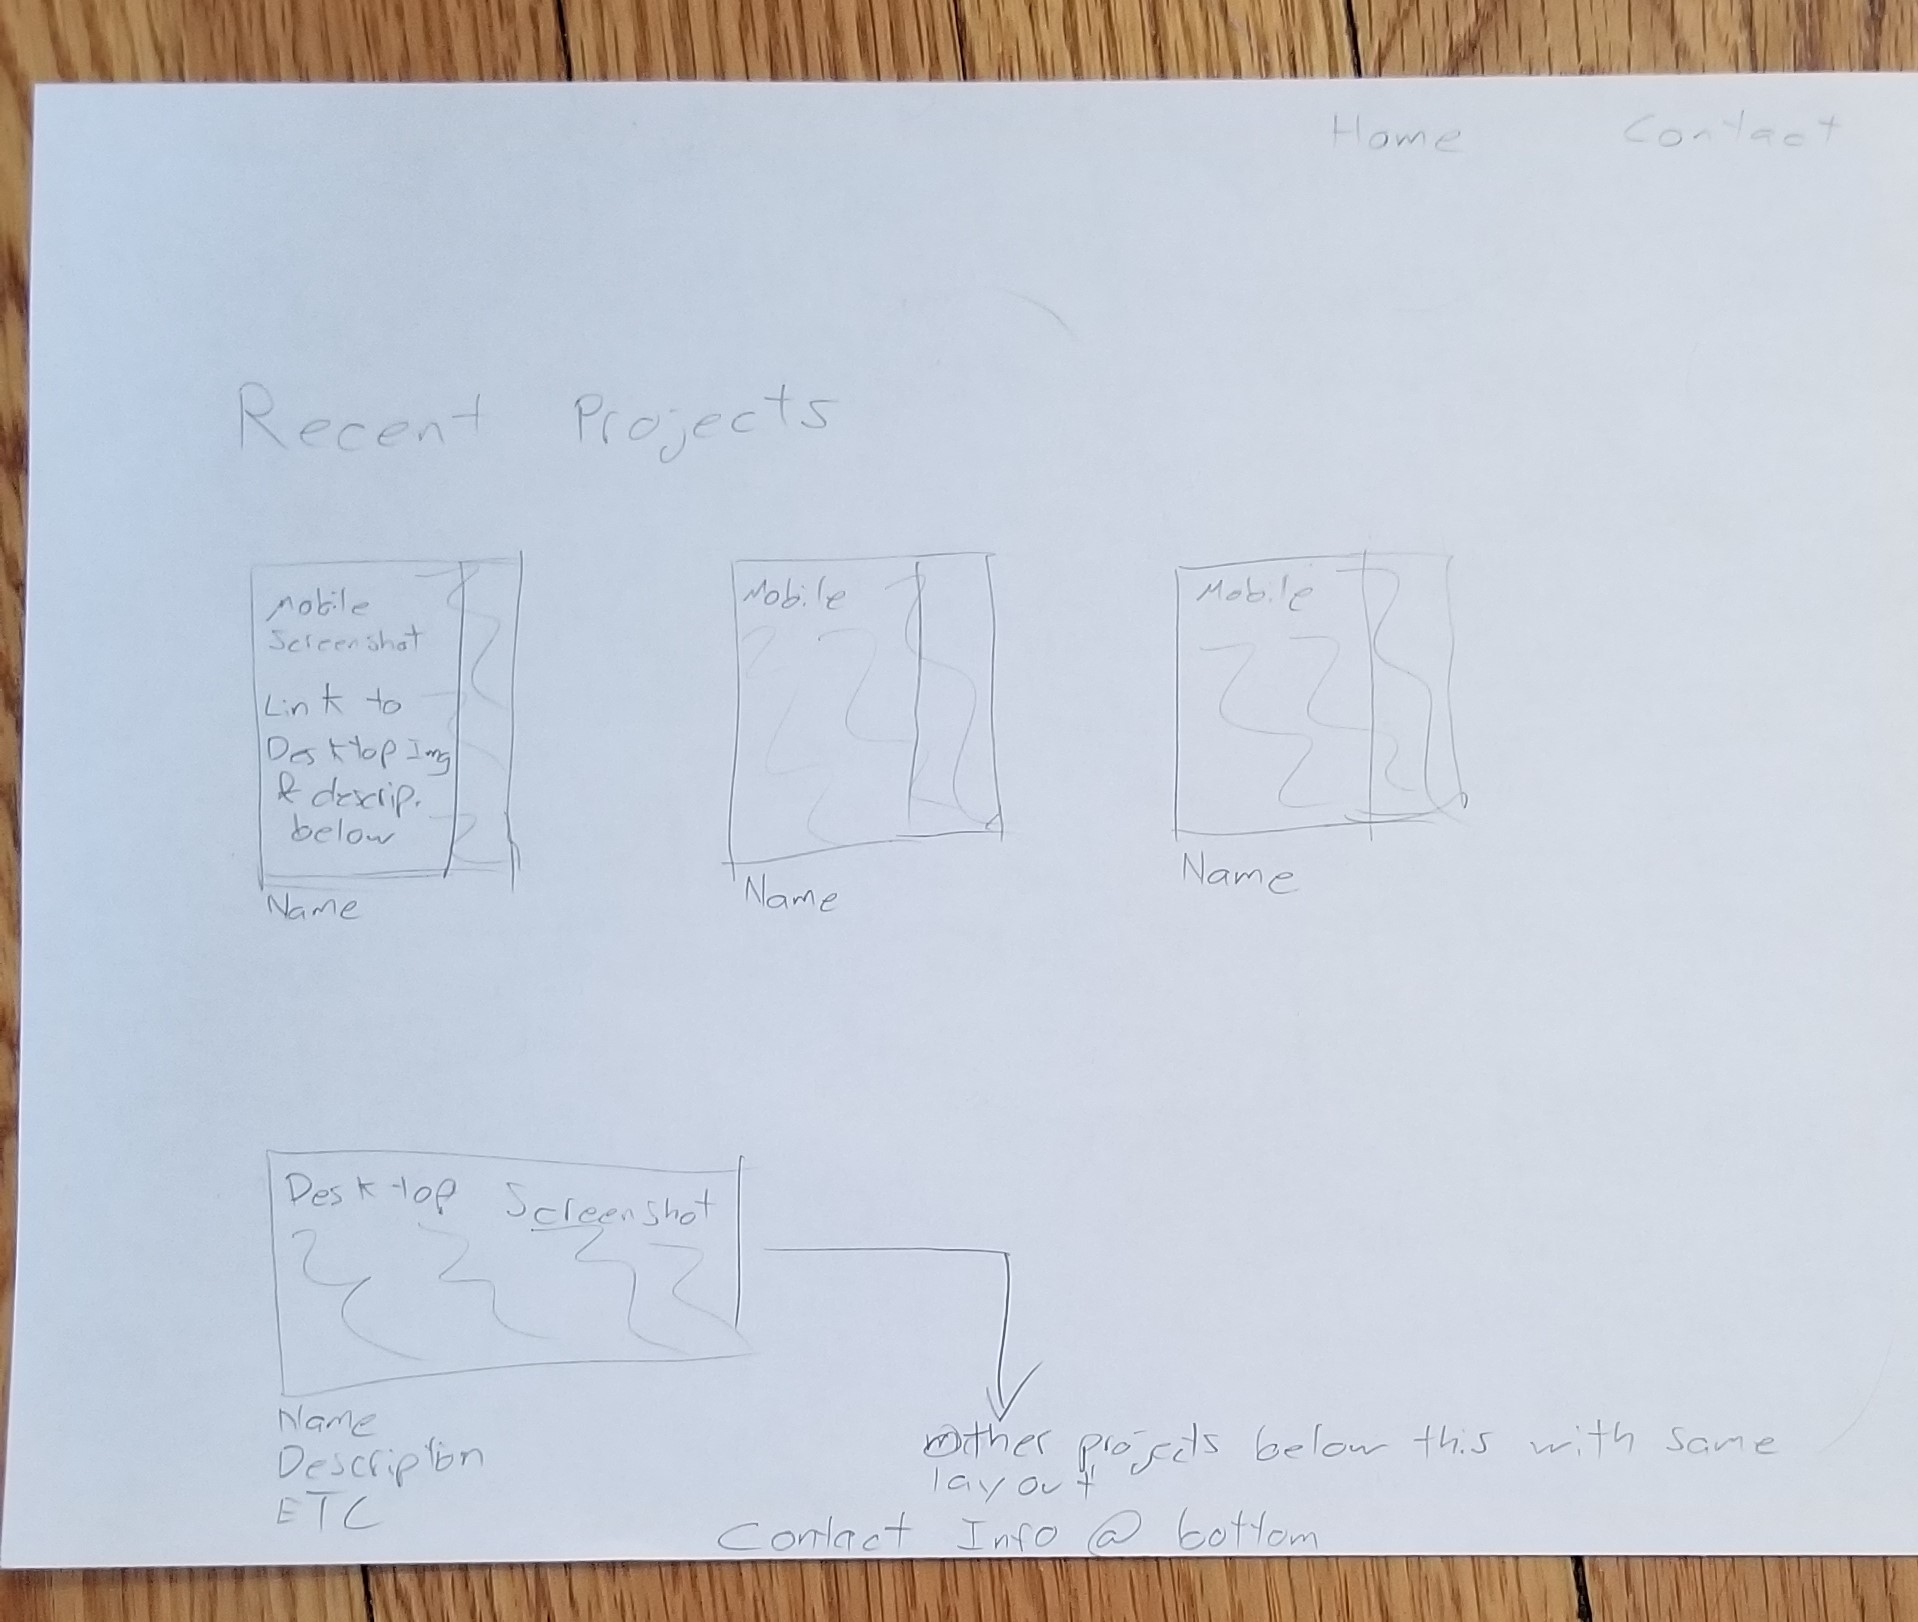 Home Contact
Recent Projects
Mobile
Screenshot
Link to
Desktop Img
& descrip.
below
Name
Mobile
Name
Mobile
Name
Desktop Screenshot
Name
Description
ETC
Other projects below this with same
layout
Contact Info @ bottom